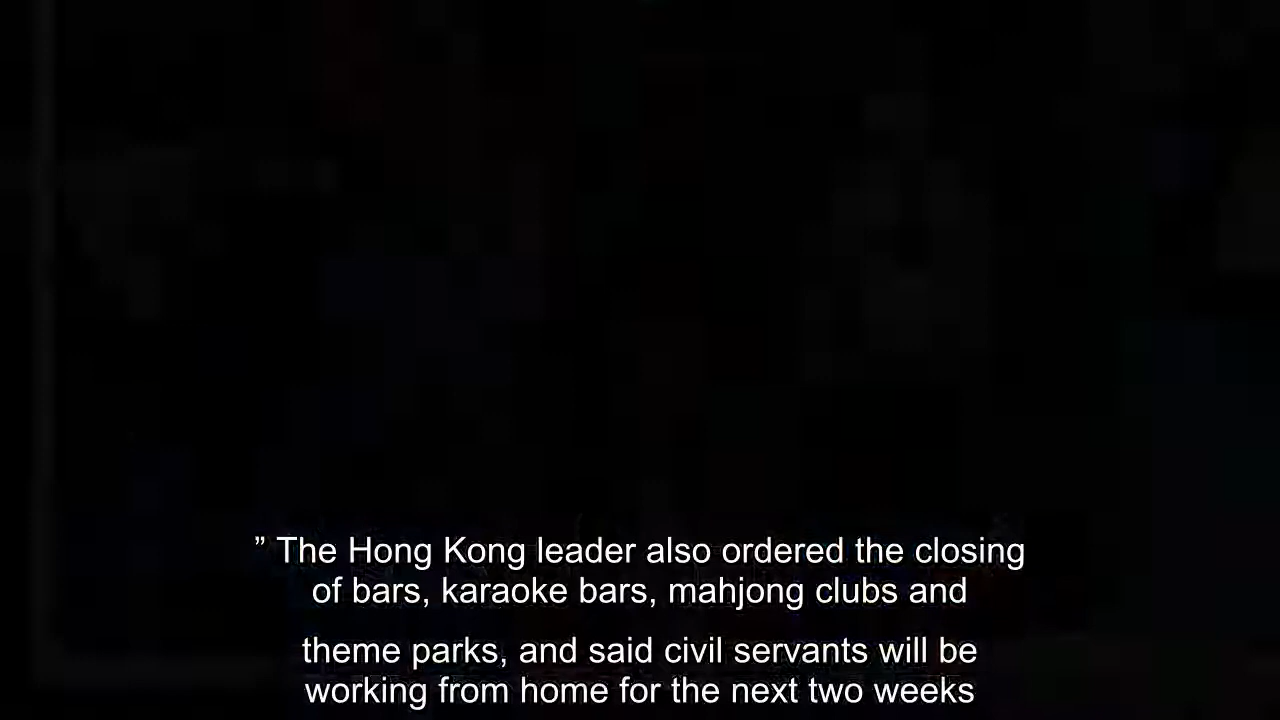 ” The Hong Kong leader also ordered the closing
of bars, karaoke bars, mahjong clubs and
theme parks, and said civil servants will be
working from home for the next two weeks